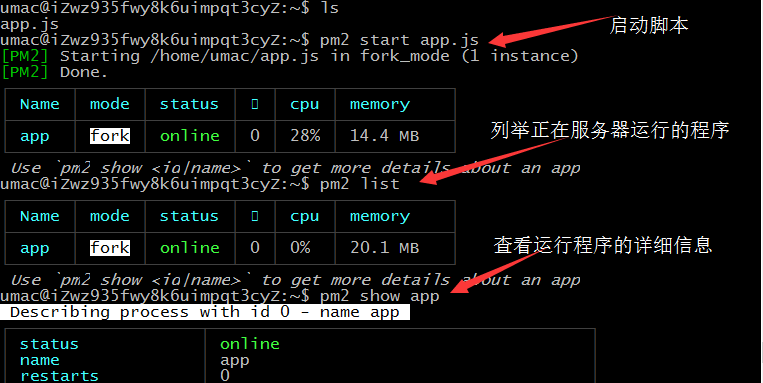 umac@iZwz935fwy8k6uimpqt3cyZ:~$ ls
app.js
umac@iZwz935fwy8k6uimpqt3cyZ:~$ pm2 start app.js
启动脚本
[PM2] Starting /home/umac/app.js in fork_mode (1 instance)
[PM2] Done.
Name mode status cpu memory
app fork online 0 28% 14.4 MB
列举正在服务器运行的程序
Use `pm2 show <id|name>` to get more details about an app
umac@iZwz935fwy8k6uimpqt3cyZ:~$ pm2 list
Name mode status cpu memory
app fork online 0 0% 20.1 MB
查看运行程序的详细信息
Use `pm2 show <id|name>` to get more details about an app
umac@iZwz935fwy8k6uimpqt3cyZ:~$ pm2 show app
Describing process with id 0 - name app
status online
name app
restarts 0